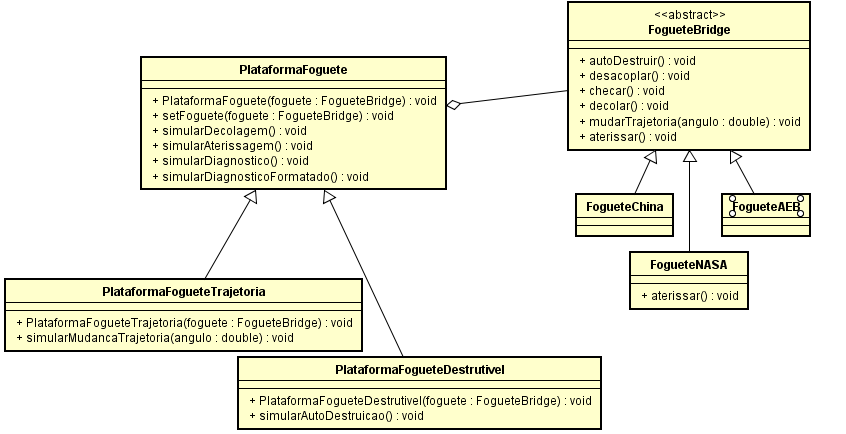 <<abstract>>
FogueteBridge
+ autoDestruir() : void
+ desacoplar() : void
+ checar() : void
+ decolar() : void
+ mudarTrajetoria(angulo : double) : void
+ aterissar() : void
PlataformaFoguete
+ PlataformaFoguete(foguete : FogueteBridge) : void
+ setFoguete(foguete : FogueteBridge) : void
+ simularDecolagem() : void
+ simularAterissagem() : void
+ simularDiagnostico() : void
+ simularDiagnosticoFormatado() : void
FogueteChina
FogueteAEB
FogueteNASA
+ aterissar() : void
PlataformaFogueteTrajetoria
+ PlataformaFogueteTrajetoria(foguete : FogueteBridge) : void
+ simularMudancaTrajetoria(angulo : double) : void
PlataformaFogueteDestrutivel
+ PlataformaFogueteDestrutivel(foguete : FogueteBridge) : void
+ simularAutoDestruicao() : void